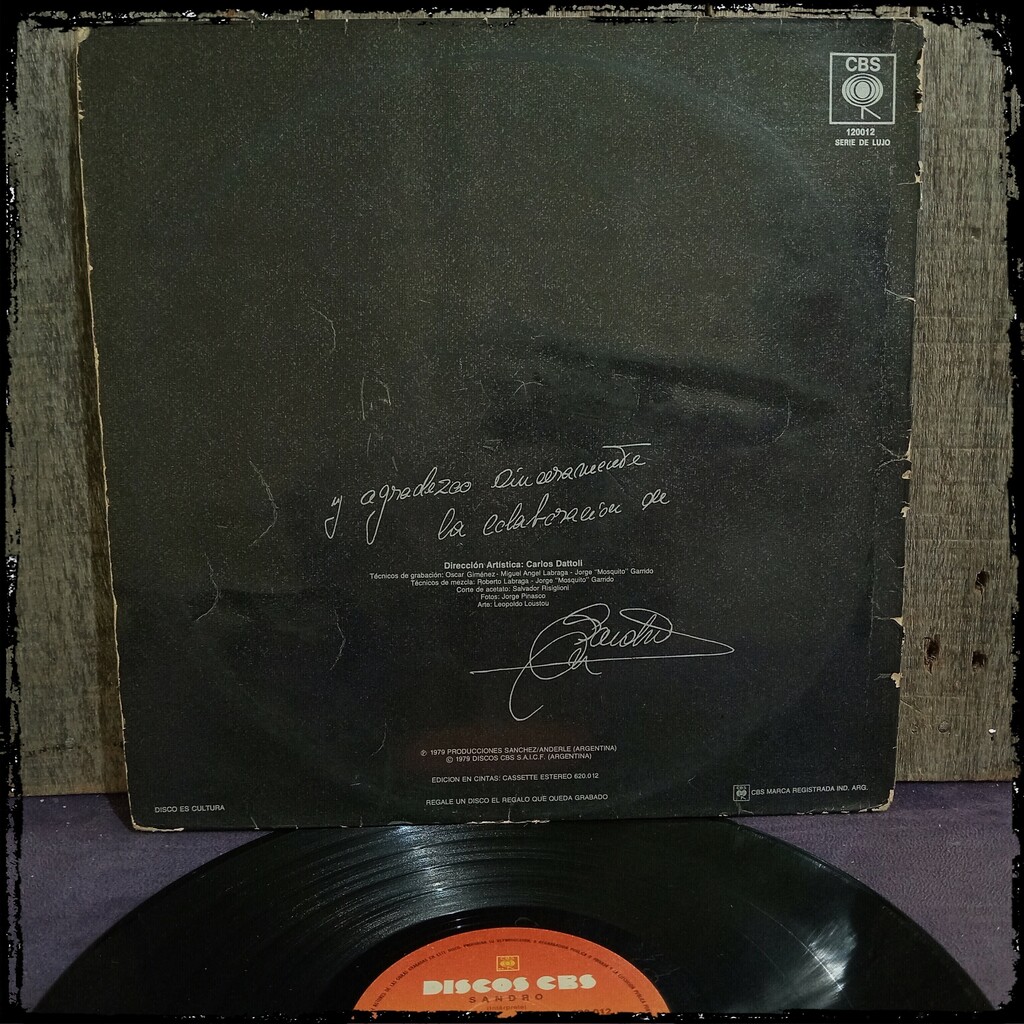 CBS
120012
SERIE DE LUJO
y agradezco sinceramente
la colaboración de
Dirección Artística: Carlos Dattoli
Técnicos de grabación: Oscar Giménez - Miguel Angel Labraga - Jorge "Mosquito" Garrido
Técnicos de mezcla: Roberto Labraga - Jorge "Mosquito" Garrido
Corte de acetato: Salvador Risiglioni
Fotos: Jorge Pinasco
Arte: Leopoldo Loustou
Sandro
℗ 1979 PRODUCCIONES SANCHEZ/ANDERLE (ARGENTINA)
© 1979 DISCOS CBS S.A.I.C.F. (ARGENTINA)
EDICION EN CINTAS: CASSETTE ESTEREO 620.012
REGALE UN DISCO EL REGALO QUE QUEDA GRABADO
DISCO ES CULTURA
CBS MARCA REGISTRADA IND. ARG.
DISCOS CBS
SANDRO